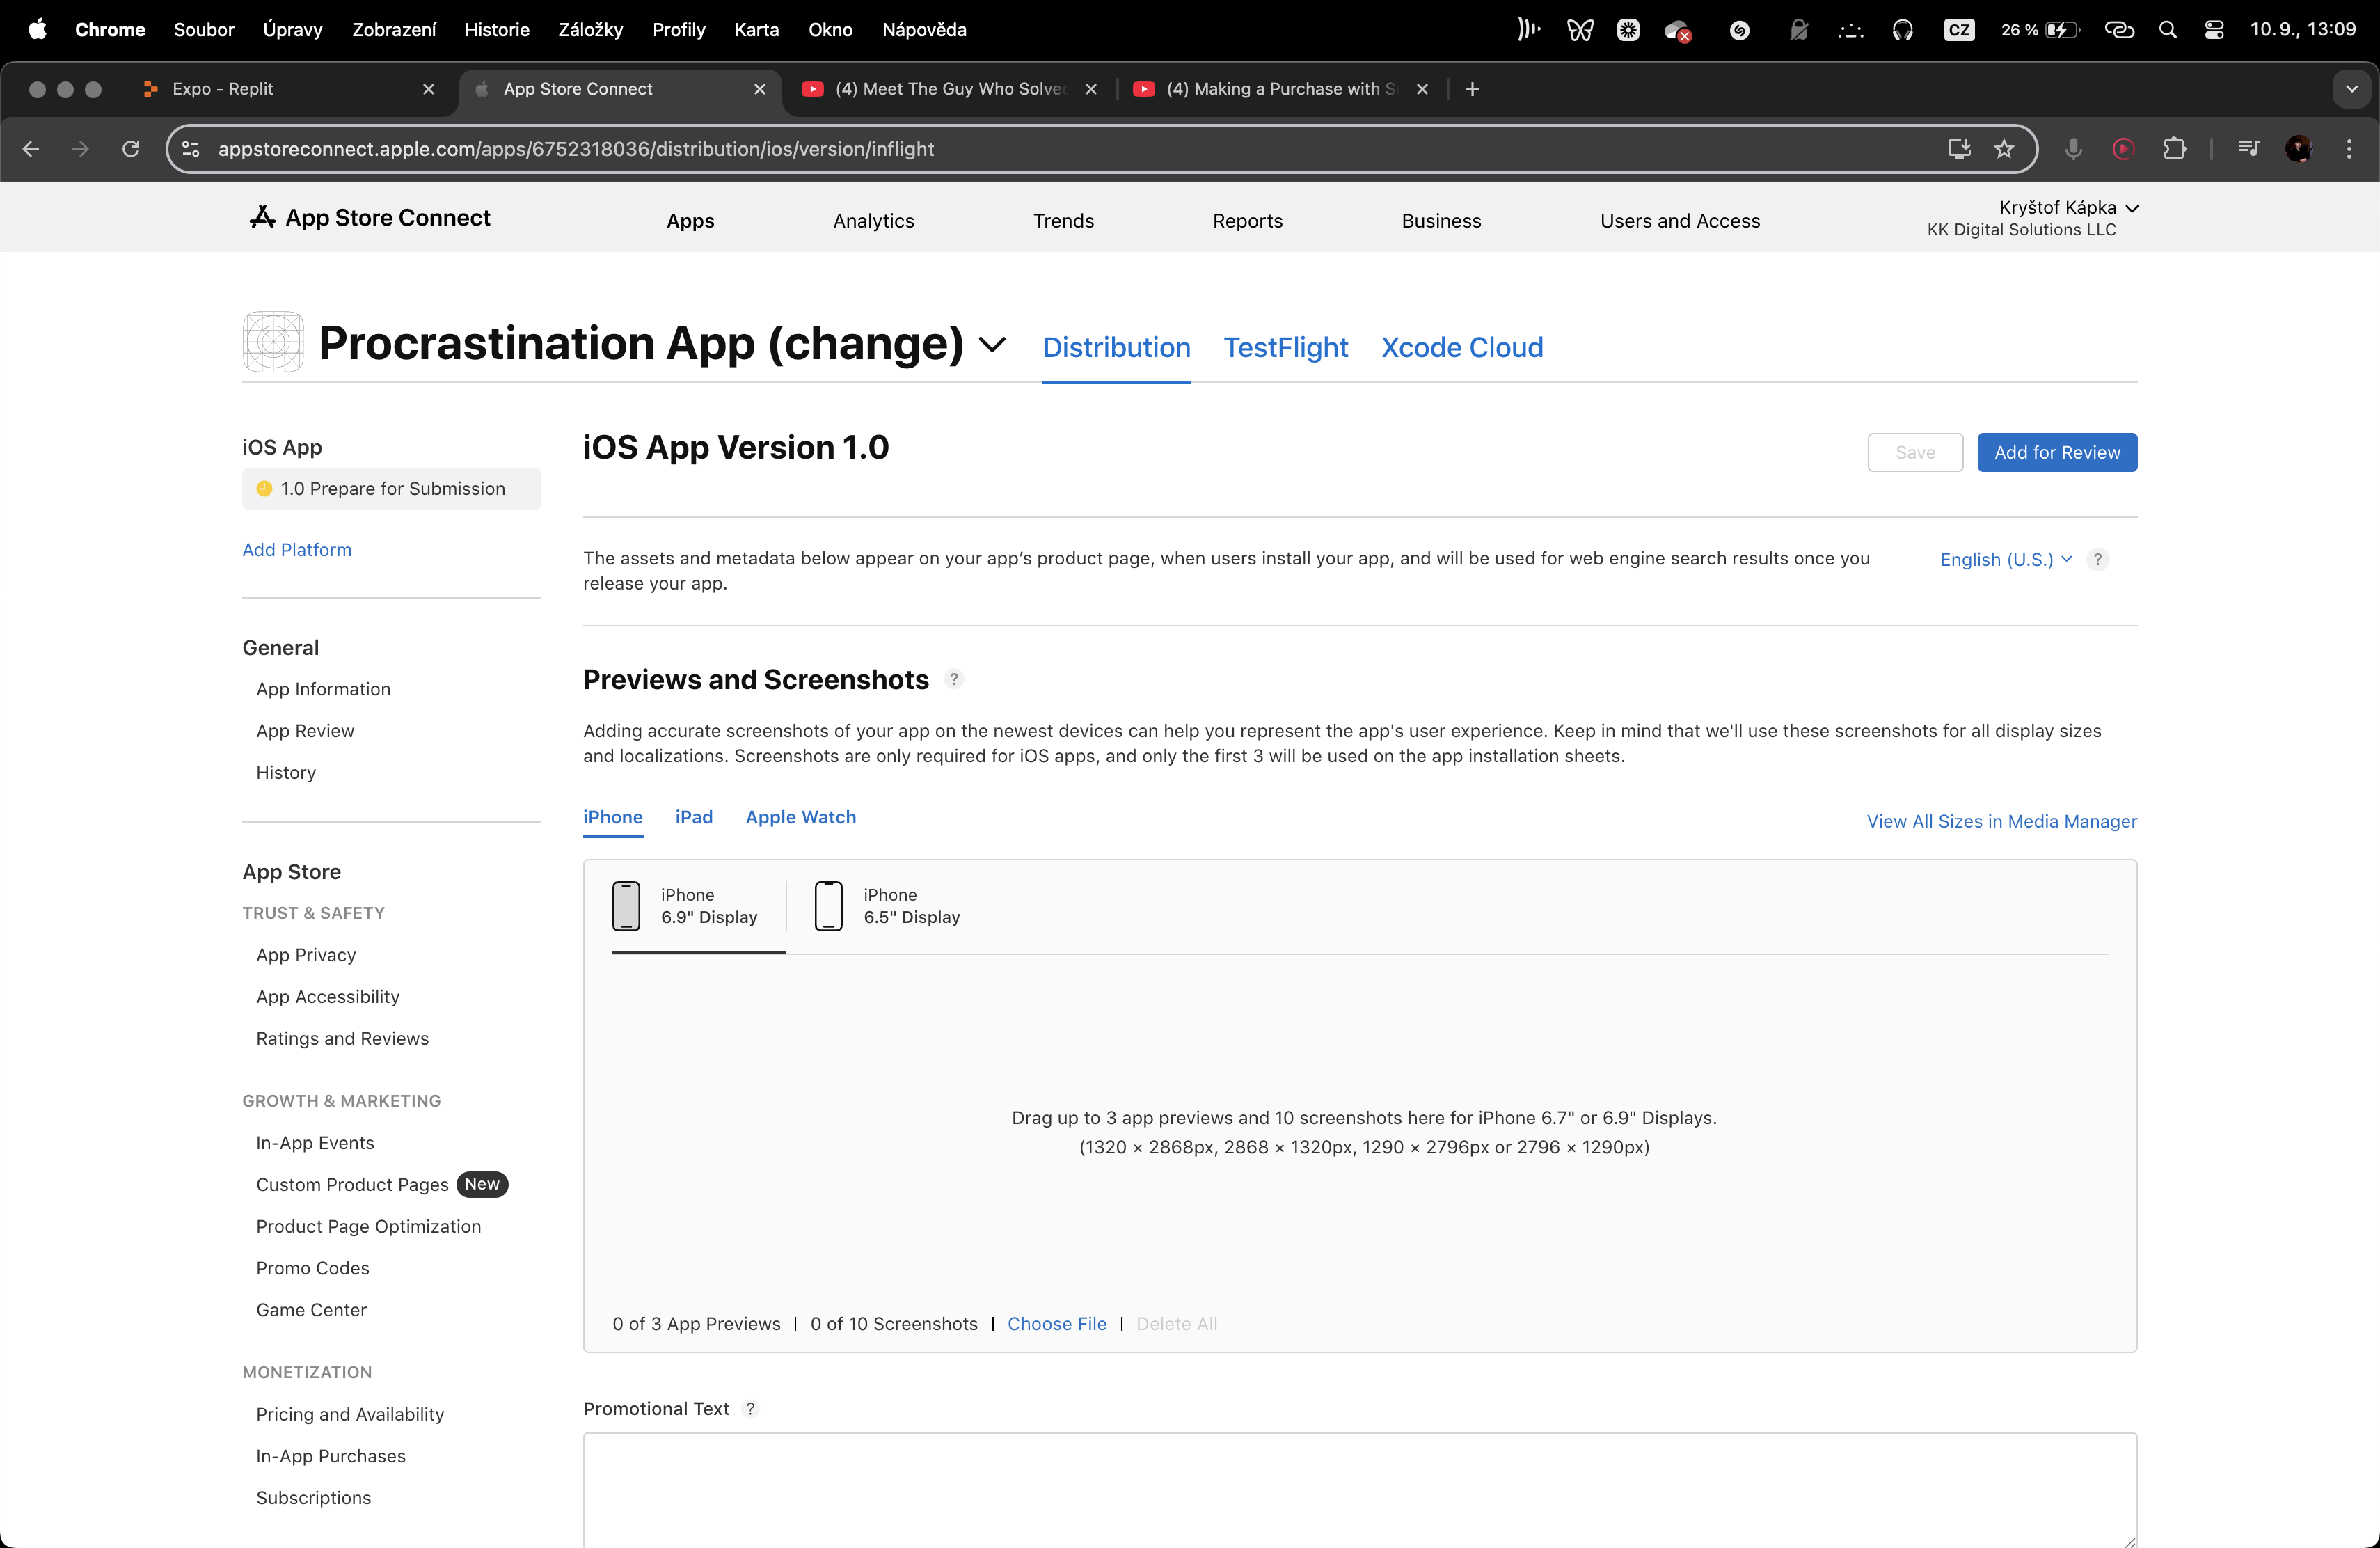 Chrome Soubor Úpravy Zobrazení Historie Záložky Profily Karta Okno Nápověda CZ 26 % 10. 9., 13:09
Expo - Replit App Store Connect (4) Meet The Guy Who Solve (4) Making a Purchase with S
appstoreconnect.apple.com/apps/6752318036/distribution/ios/version/inflight
App Store Connect Apps Analytics Trends Reports Business Users and Access Kryštof Kápka
KK Digital Solutions LLC
Procrastination App (change) Distribution TestFlight Xcode Cloud
iOS App
1.0 Prepare for Submission
Add Platform
General
App Information
App Review
History
App Store
TRUST & SAFETY
App Privacy
App Accessibility
Ratings and Reviews
GROWTH & MARKETING
In-App Events
Custom Product Pages New
Product Page Optimization
Promo Codes
Game Center
MONETIZATION
Pricing and Availability
In-App Purchases
Subscriptions
iOS App Version 1.0
Save Add for Review
The assets and metadata below appear on your app’s product page, when users install your app, and will be used for web engine search results once you
release your app.
English (U.S.) ?
Previews and Screenshots ?
Adding accurate screenshots of your app on the newest devices can help you represent the app's user experience. Keep in mind that we'll use these screenshots for all display sizes
and localizations. Screenshots are only required for iOS apps, and only the first 3 will be used on the app installation sheets.
iPhone iPad Apple Watch View All Sizes in Media Manager
iPhone
6.9" Display
iPhone
6.5" Display
Drag up to 3 app previews and 10 screenshots here for iPhone 6.7" or 6.9" Displays.
(1320 × 2868px, 2868 × 1320px, 1290 × 2796px or 2796 × 1290px)
0 of 3 App Previews | 0 of 10 Screenshots | Choose File | Delete All
Promotional Text ?